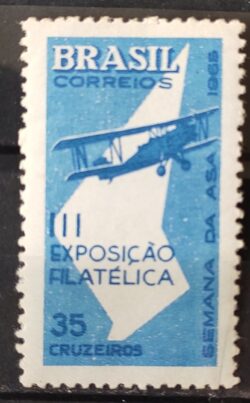 BRASIL
CORREIOS
III
EXPOSIÇÃO
FILATÉLICA
35
CRUZEIROS
SEMANA DA ASA 1965